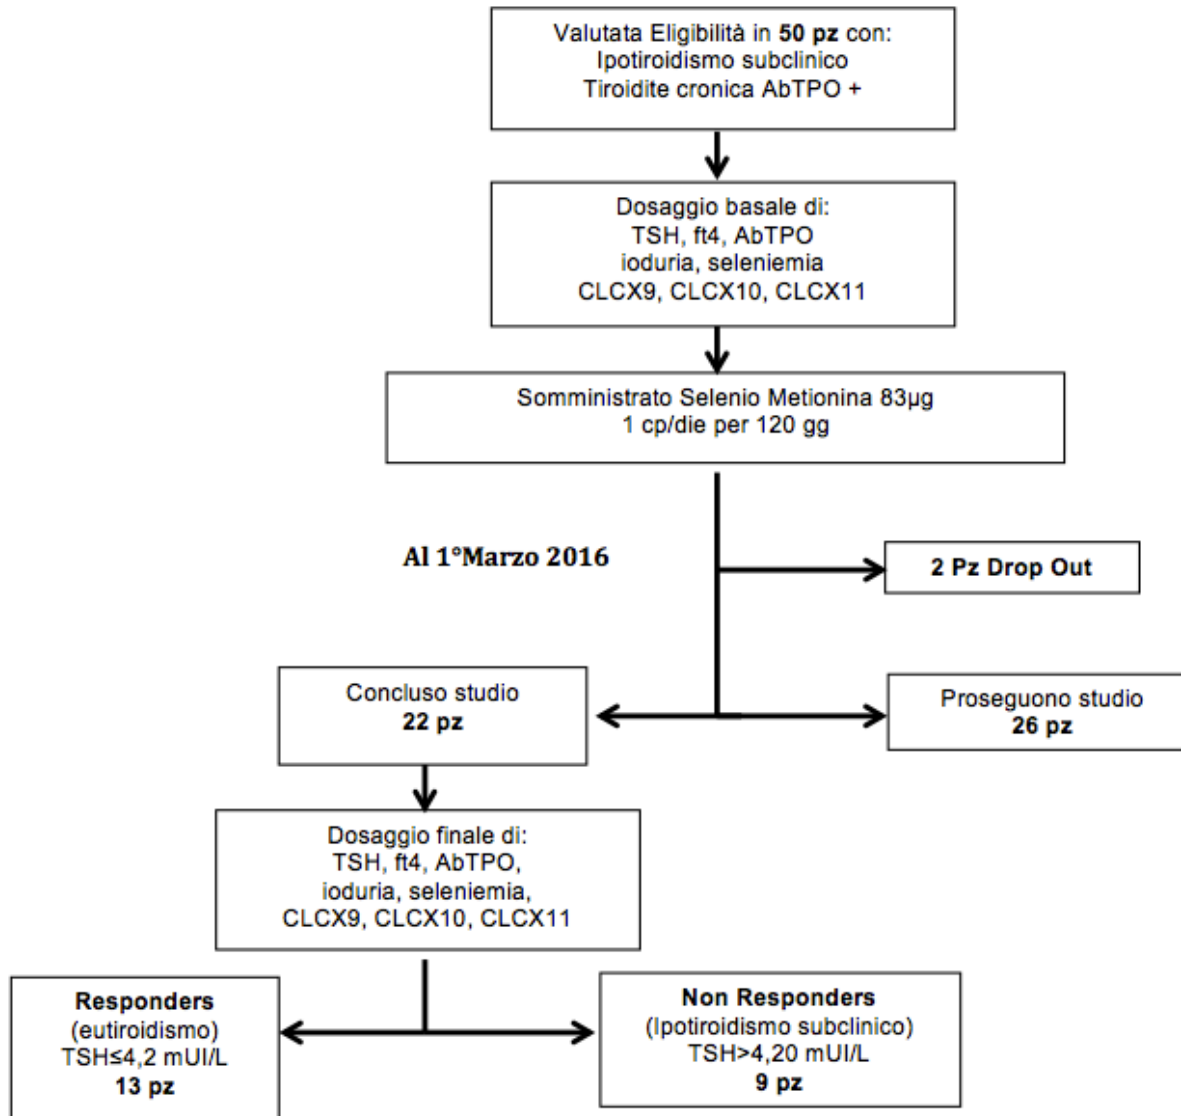 Valutata Eligibilità in 50 pz con:
Ipotiroidismo subclinico
Tiroidite cronica AbTPO +
Dosaggio basale di:
TSH, ft4, AbTPO
ioduria, seleniemia
CLCX9, CLCX10, CLCX11
Somministrato Selenio Metionina 83µg
1 cp/die per 120 gg
Al 1°Marzo 2016
2 Pz Drop Out
Concluso studio
22 pz
Proseguono studio
26 pz
Dosaggio finale di:
TSH, ft4, AbTPO,
ioduria, seleniemia,
CLCX9, CLCX10, CLCX11
Responders
(eutiroidismo)
TSH≤4,2 mUI/L
13 pz
Non Responders
(Ipotiroidismo subclinico)
TSH>4,20 mUI/L
9 pz